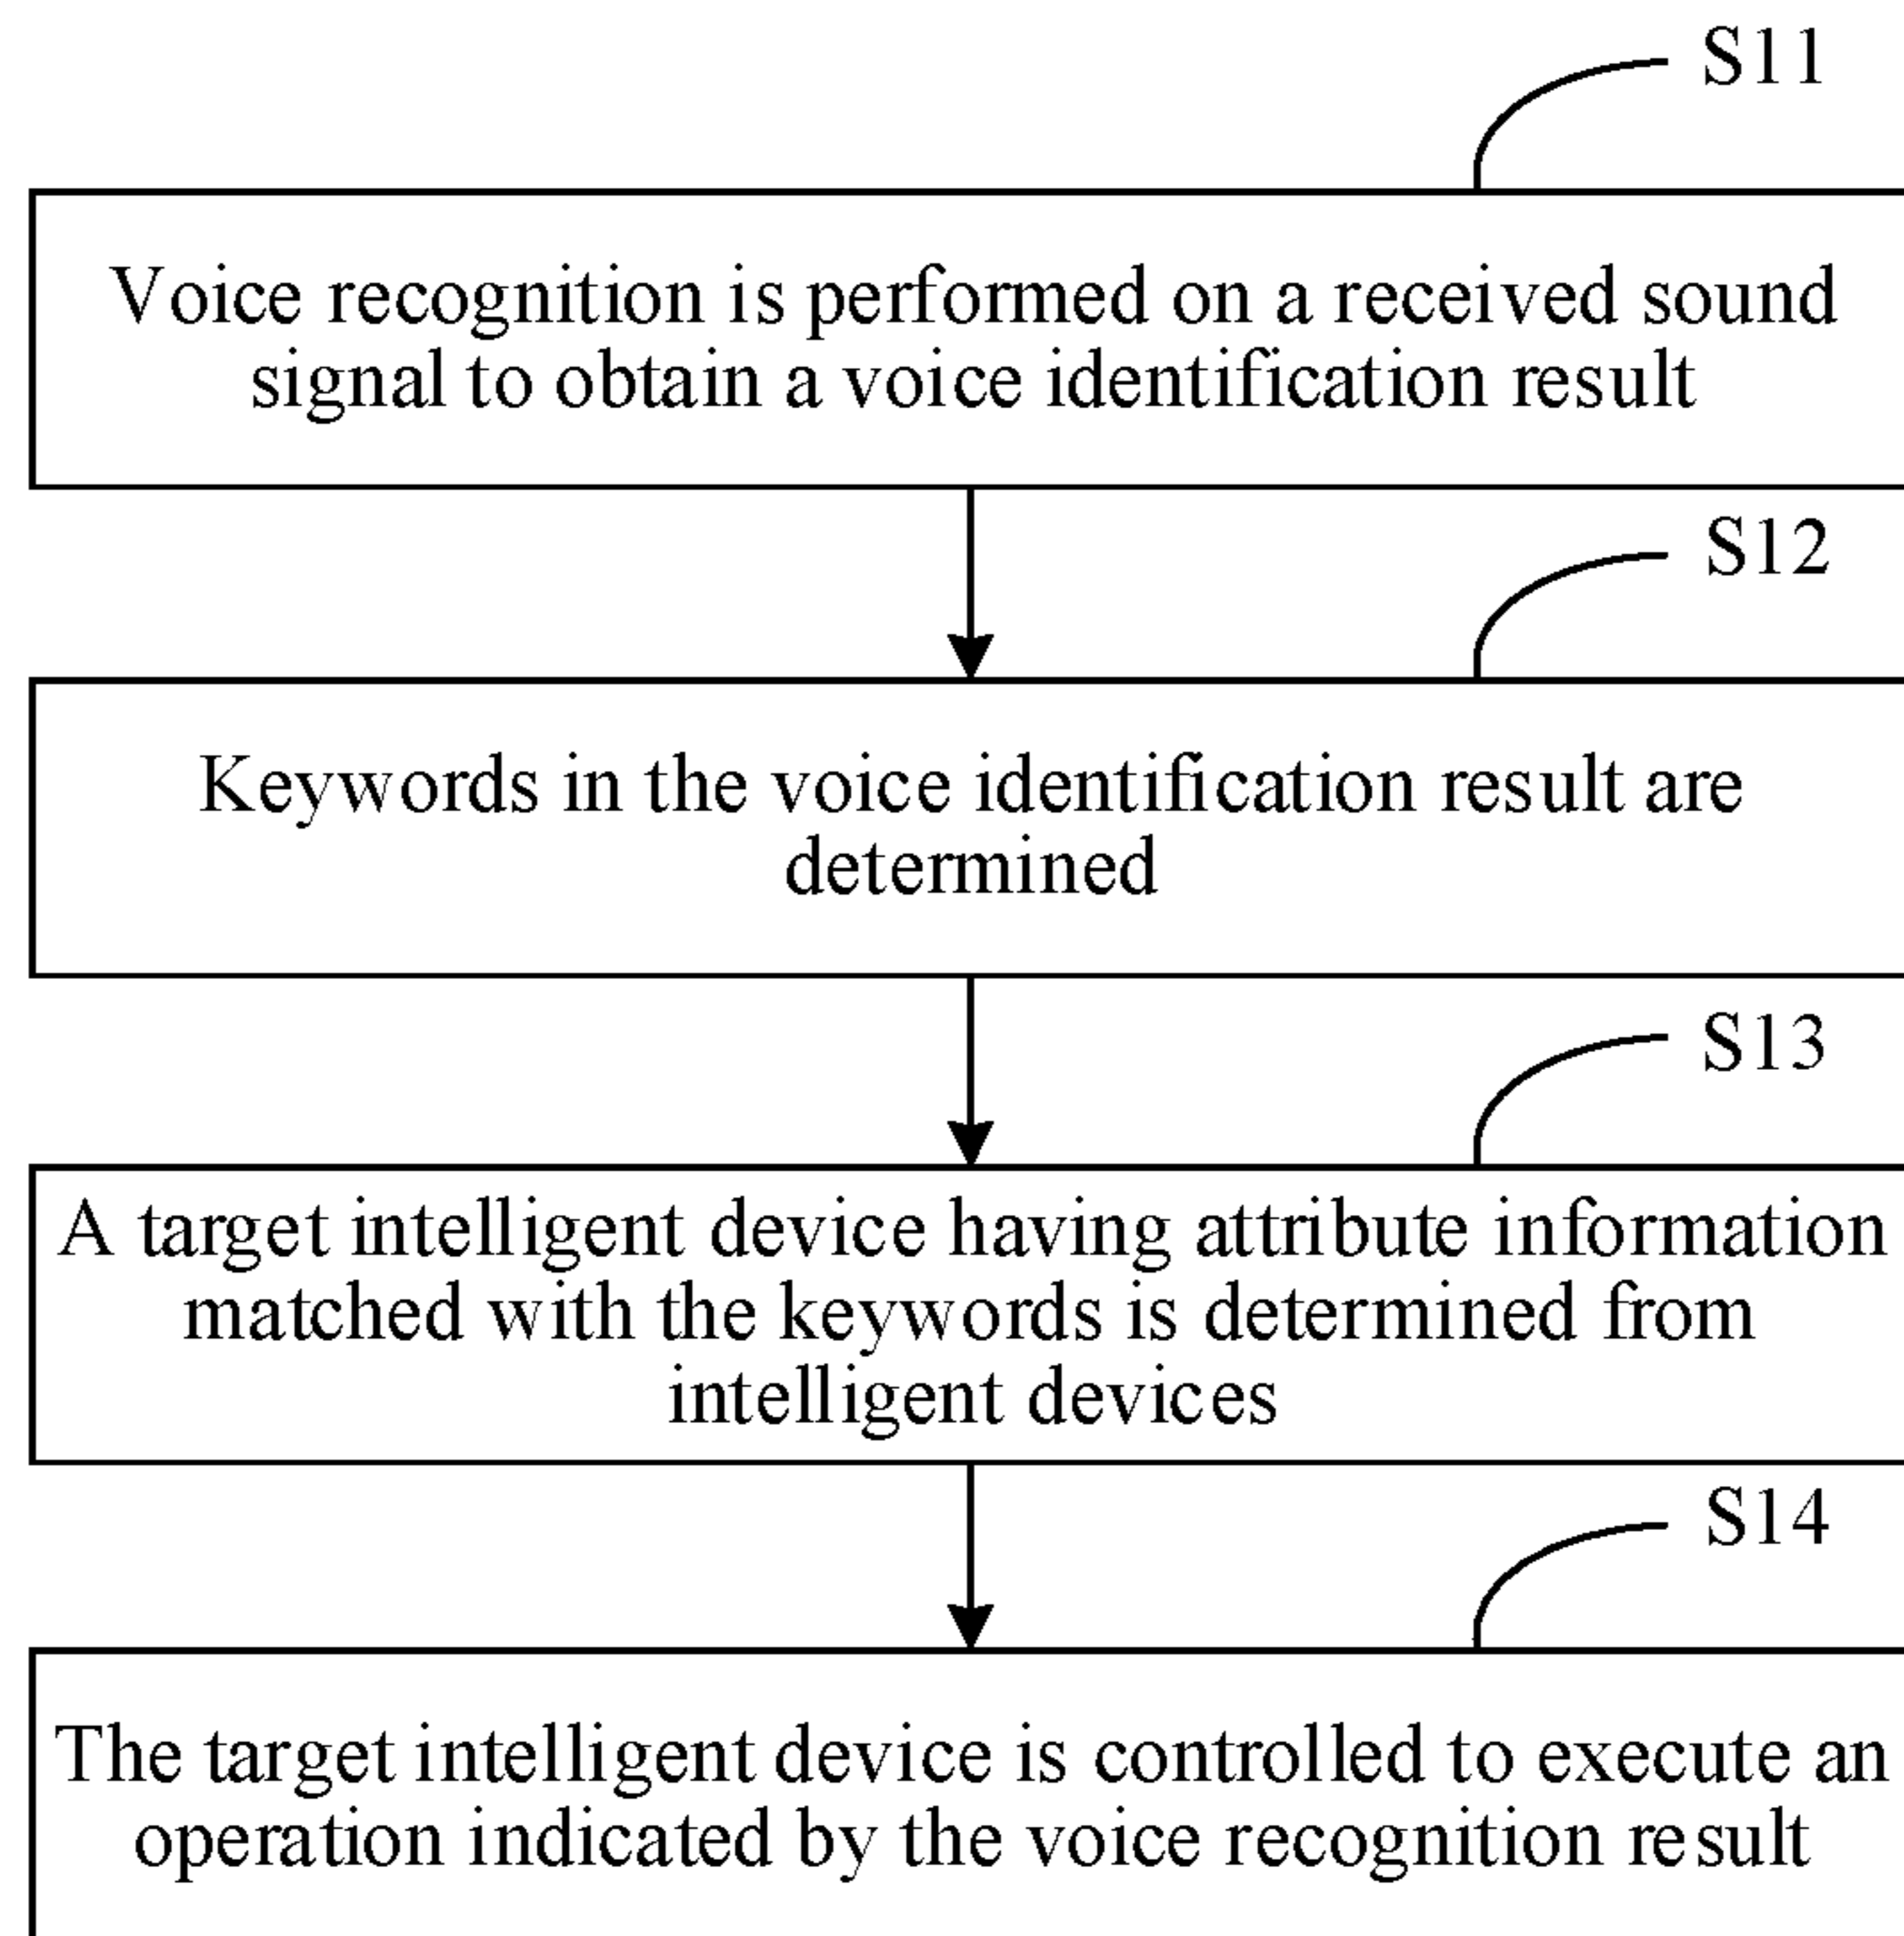 S11
Voice recognition is performed on a received sound
signal to obtain a voice identification result
S12
Keywords in the voice identification result are
determined
S13
A target intelligent device having attribute information
matched with the keywords is determined from
intelligent devices
S14
The target intelligent device is controlled to execute an
operation indicated by the voice recognition result